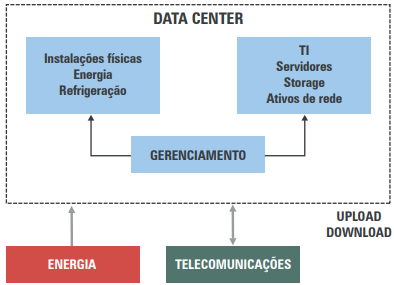 DATA CENTER
Instalações físicas
Energia
Refrigeração
TI
Servidores
Storage
Ativos de rede
GERENCIAMENTO
UPLOAD
DOWNLOAD
ENERGIA
TELECOMUNICAÇÕES